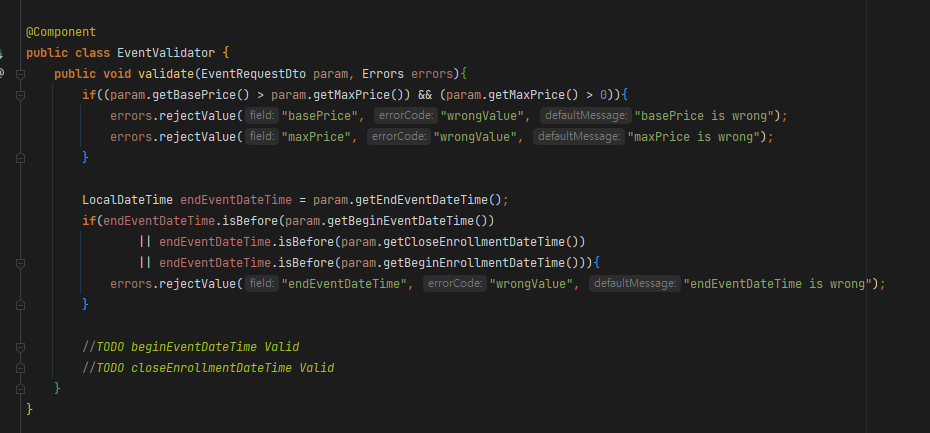 @Component
public class EventValidator {
public void validate(EventRequestDto param, Errors errors){
if((param.getBasePrice() > param.getMaxPrice()) && (param.getMaxPrice() > 0)){
errors.rejectValue( field: "basePrice", errorCode: "wrongValue", defaultMessage: "basePrice is wrong");
errors.rejectValue( field: "maxPrice", errorCode: "wrongValue", defaultMessage: "maxPrice is wrong");
}
LocalDateTime endEventDateTime = param.getEndEventDateTime();
if(endEventDateTime.isBefore(param.getBeginEventDateTime())
|| endEventDateTime.isBefore(param.getCloseEnrollmentDateTime())
|| endEventDateTime.isBefore(param.getBeginEnrollmentDateTime())){
errors.rejectValue( field: "endEventDateTime", errorCode: "wrongValue", defaultMessage: "endEventDateTime is wrong");
}
//TODO beginEventDateTime Valid
//TODO closeEnrollmentDateTime Valid
}
}